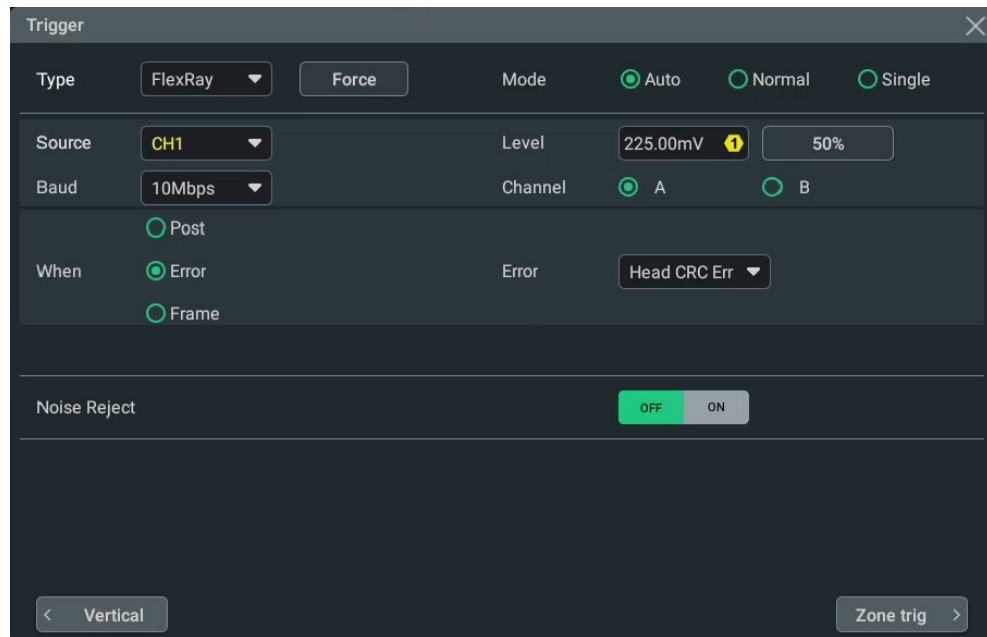 Trigger
Type FlexRay Force Mode Auto Normal Single
Source CH1 Level 225.00mV 1 50%
Baud 10Mbps Channel A B
Post
When Error Error Head CRC Err
Frame
Noise Reject OFF ON
< Vertical Zone trig >